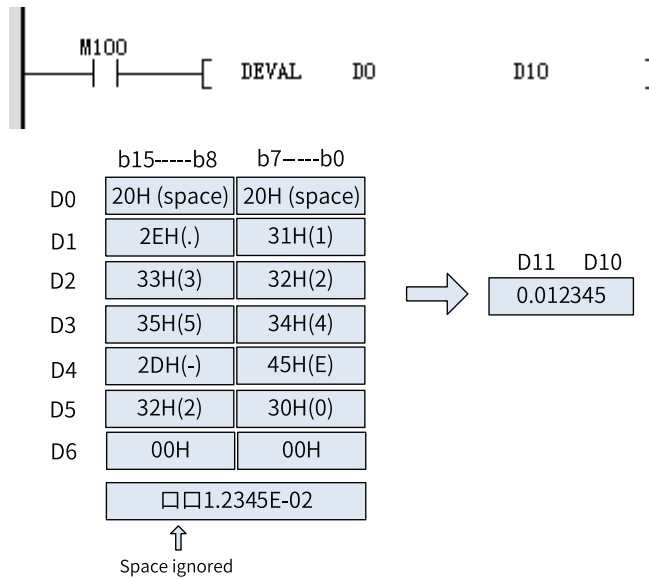 M100
DEVAL D0 D10
b15-----b8 b7-----b0
D0 20H (space) 20H (space)
D1 2EH(.) 31H(1)
D2 33H(3) 32H(2)
D3 35H(5) 34H(4)
D4 2DH(-) 45H(E)
D5 32H(2) 30H(0)
D6 00H 00H
D11 D10
0.012345
口口1.2345E-02
Space ignored